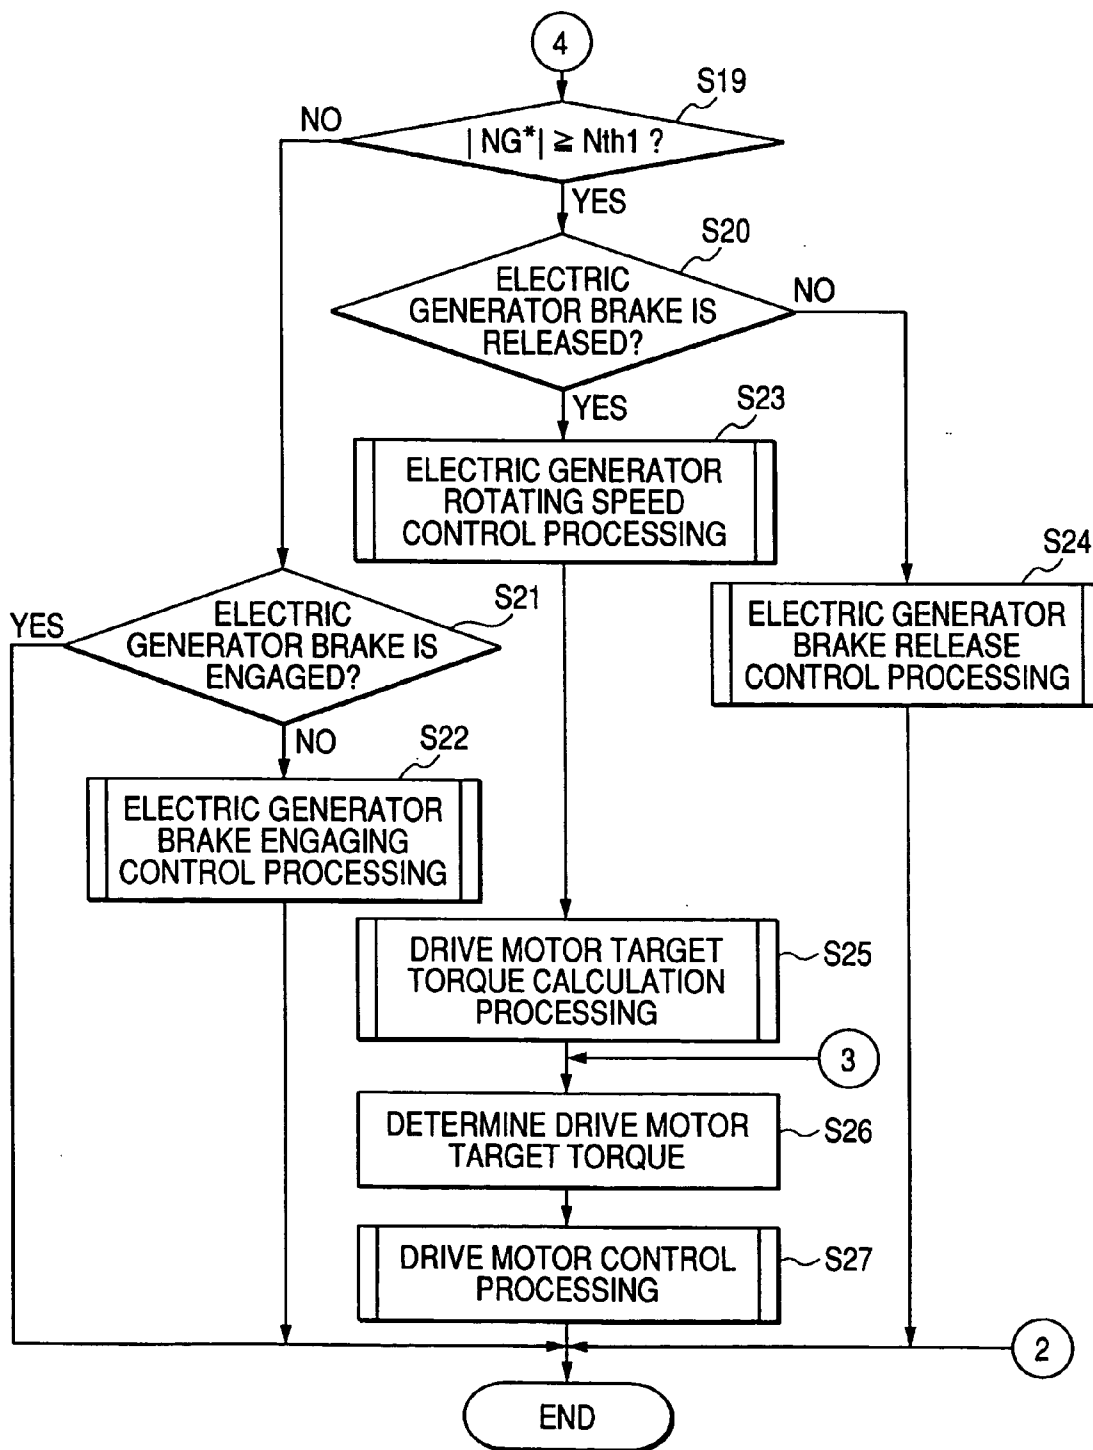 4
S19
NO
| NG* | ≧ Nth1 ?
YES
S20
ELECTRIC
GENERATOR BRAKE IS
RELEASED?
NO
YES
S23
ELECTRIC GENERATOR
ROTATING SPEED
CONTROL PROCESSING
S24
ELECTRIC GENERATOR
BRAKE RELEASE
CONTROL PROCESSING
S21
YES
ELECTRIC
GENERATOR BRAKE IS
ENGAGED?
NO
S22
ELECTRIC GENERATOR
BRAKE ENGAGING
CONTROL PROCESSING
DRIVE MOTOR TARGET
TORQUE CALCULATION
PROCESSING
S25
3
DETERMINE DRIVE MOTOR
TARGET TORQUE
S26
DRIVE MOTOR CONTROL
PROCESSING
S27
2
END